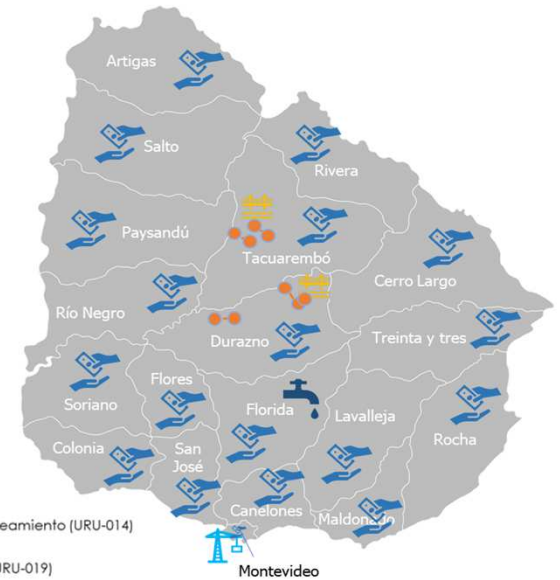 Artigas
Salto
Rivera
Paysandú
Tacuarembó
Cerro Largo
Río Negro
Durazno
Treinta y tres
Flores
Soriano
Florida
Lavalleja
Rocha
Colonia
San
José
Canelones
Maldonado
eamiento (URU-014)
URU-019)
Montevideo